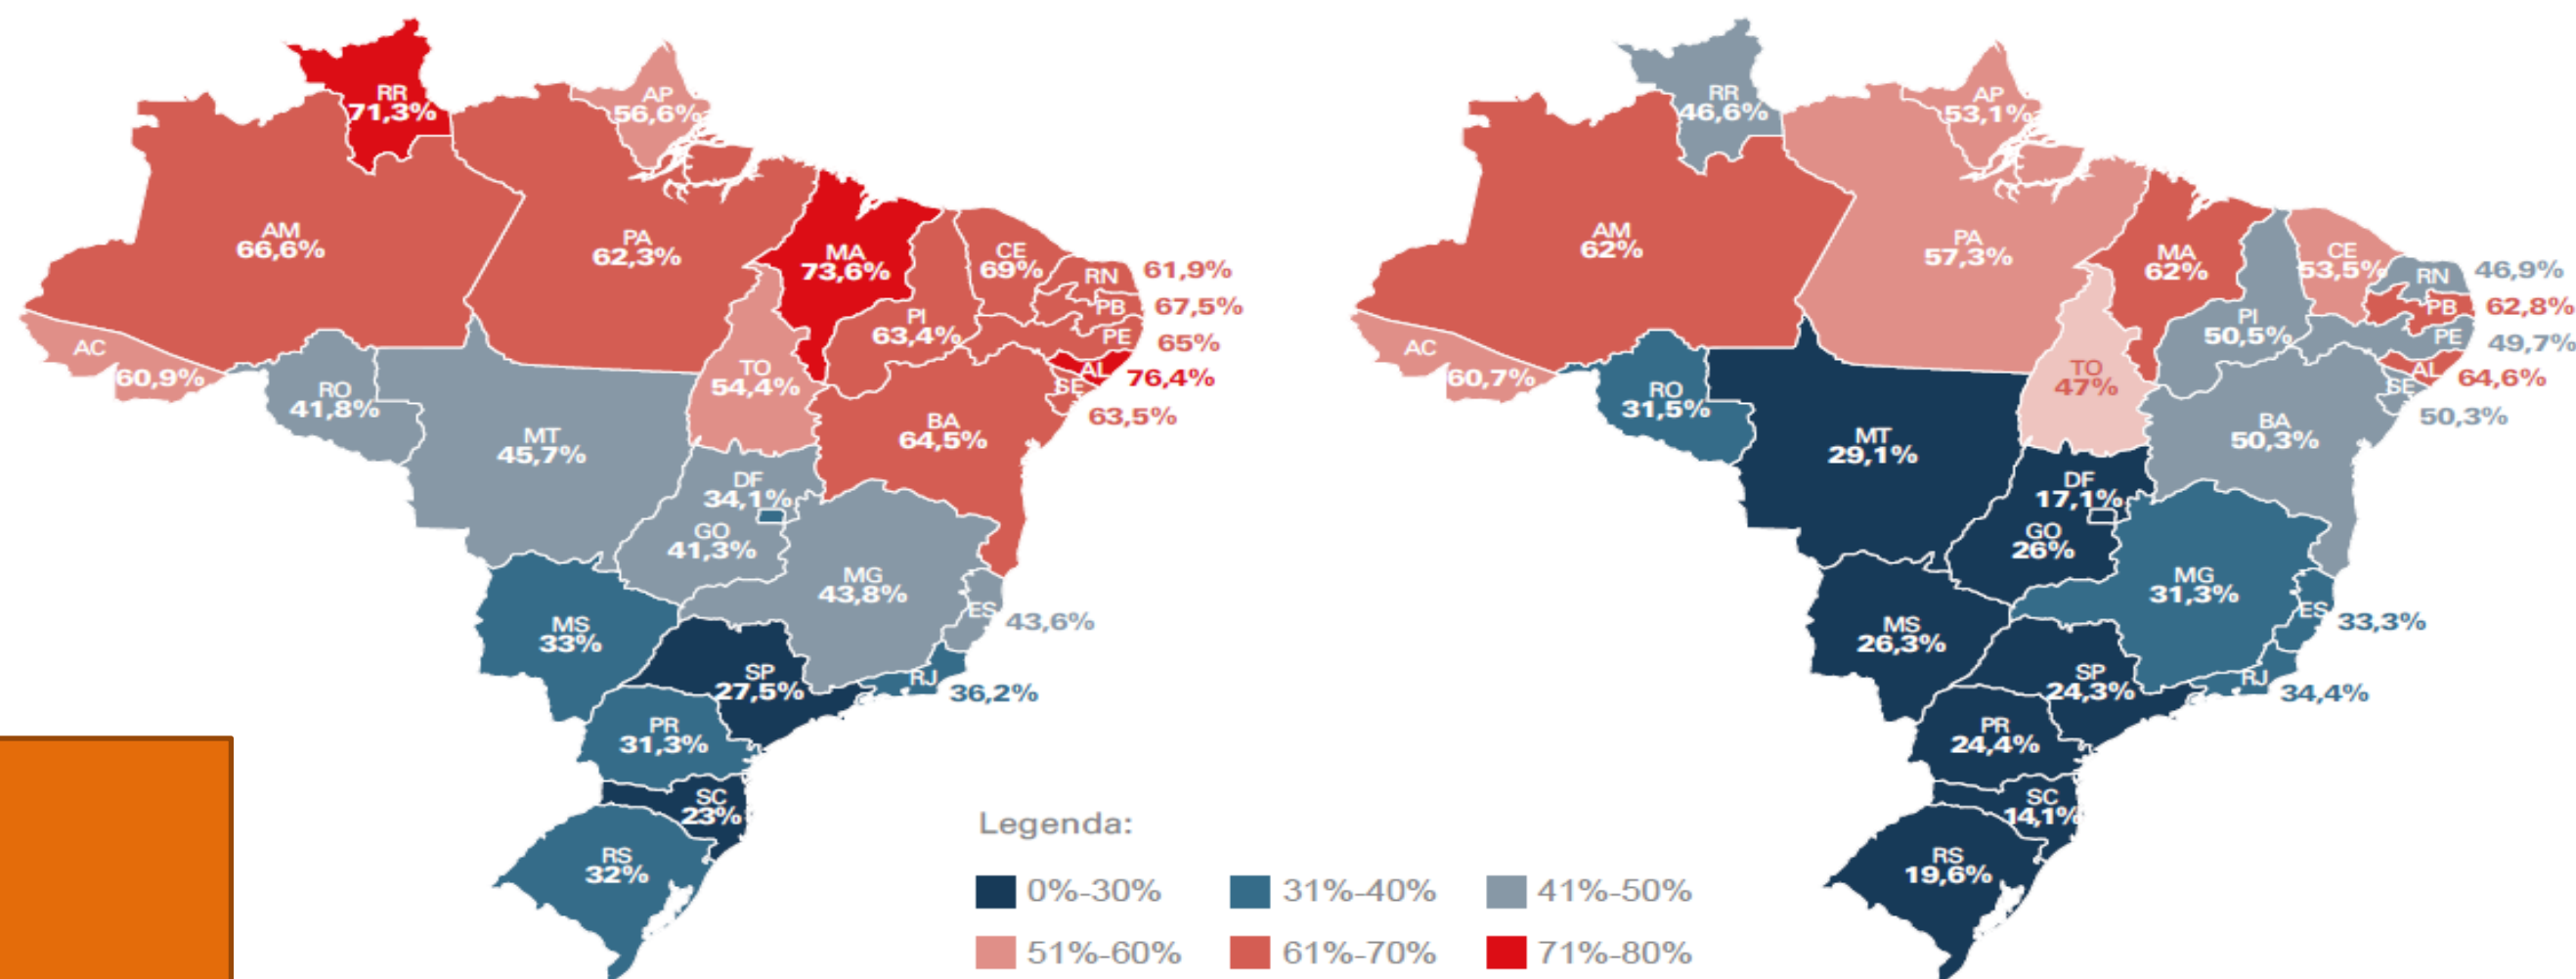 RR
71,3%
AP
56,6%
AM
66,6%
PA
62,3%
MA
73,6%
CE
69%
RN 61,9%
PB 67,5%
PI
63,4%
PE 65%
AC
60,9%
TO
54,4%
AL 76,4%
SE 63,5%
RO
41,8%
BA
64,5%
MT
45,7%
DF
34,1%
GO
41,3%
MG
43,8%
ES 43,6%
MS
33%
SP
27,5%
RJ 36,2%
PR
31,3%
SC
23%
RS
32%
RR
46,6%
AP
53,1%
AM
62%
PA
57,3%
MA
62%
CE
53,5%
RN 46,9%
PB 62,8%
PI
50,5%
PE 49,7%
AC
60,7%
TO
47%
AL 64,6%
SE 50,3%
RO
31,5%
BA
50,3%
MT
29,1%
DF
17,1%
GO
26%
MG
31,3%
ES 33,3%
MS
26,3%
SP
24,3%
RJ 34,4%
PR
24,4%
SC
14,1%
RS
19,6%
Legenda:
0%-30% 31%-40% 41%-50%
51%-60% 61%-70% 71%-80%